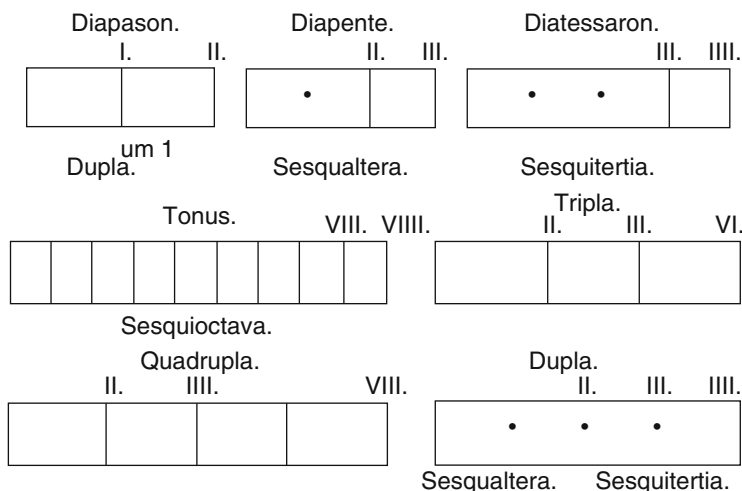 Diapason. Diapente. Diatessaron.
I. II. II. III. III. IIII.
um 1
Dupla. Sesqualtera. Sesquitertia.
Tonus. Tripla.
VIII. VIIII. II. III. VI.
Sesquioctava.
Quadrupla. Dupla.
II. IIII. VIII. II. III. IIII.
Sesqualtera. Sesquitertia.